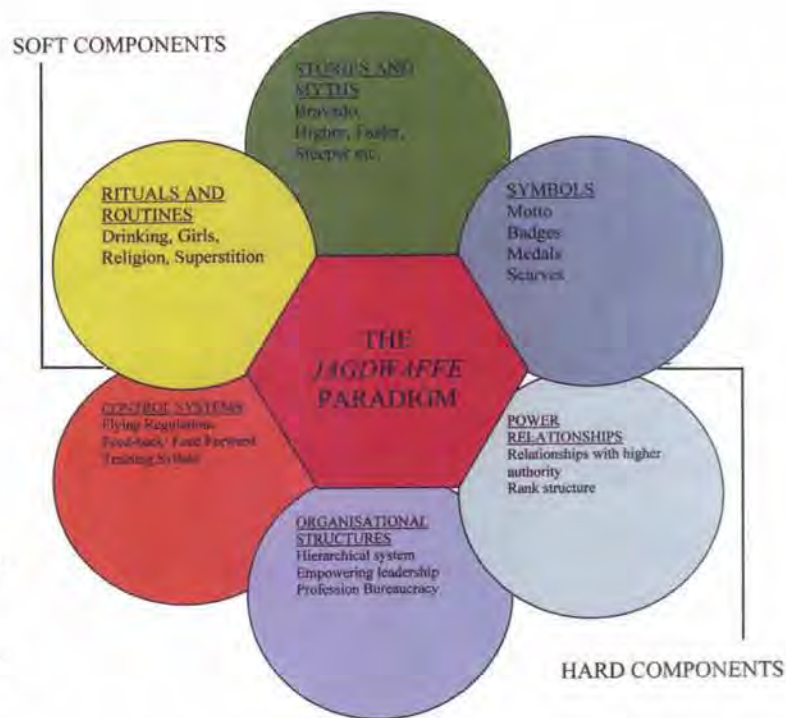 SOFT COMPONENTS
STORIES AND
MYTHS
Bravado,
Higher, Faster,
Steeper etc.
RITUALS AND
ROUTINES
Drinking, Girls,
Religion, Superstition
SYMBOLS
Motto
Badges
Medals
Scarves
THE
JAGDWAFFE
PARADIGM
CONTROL SYSTEMS
Flying Regulations
Feed-back/ Feed Forward
Training Syllabi
POWER
RELATIONSHIPS
Relationships with higher
authority
Rank structure
ORGANISATIONAL
STRUCTURES
Hierarchical system
Empowering leadership
Profession Bureaucracy
HARD COMPONENTS